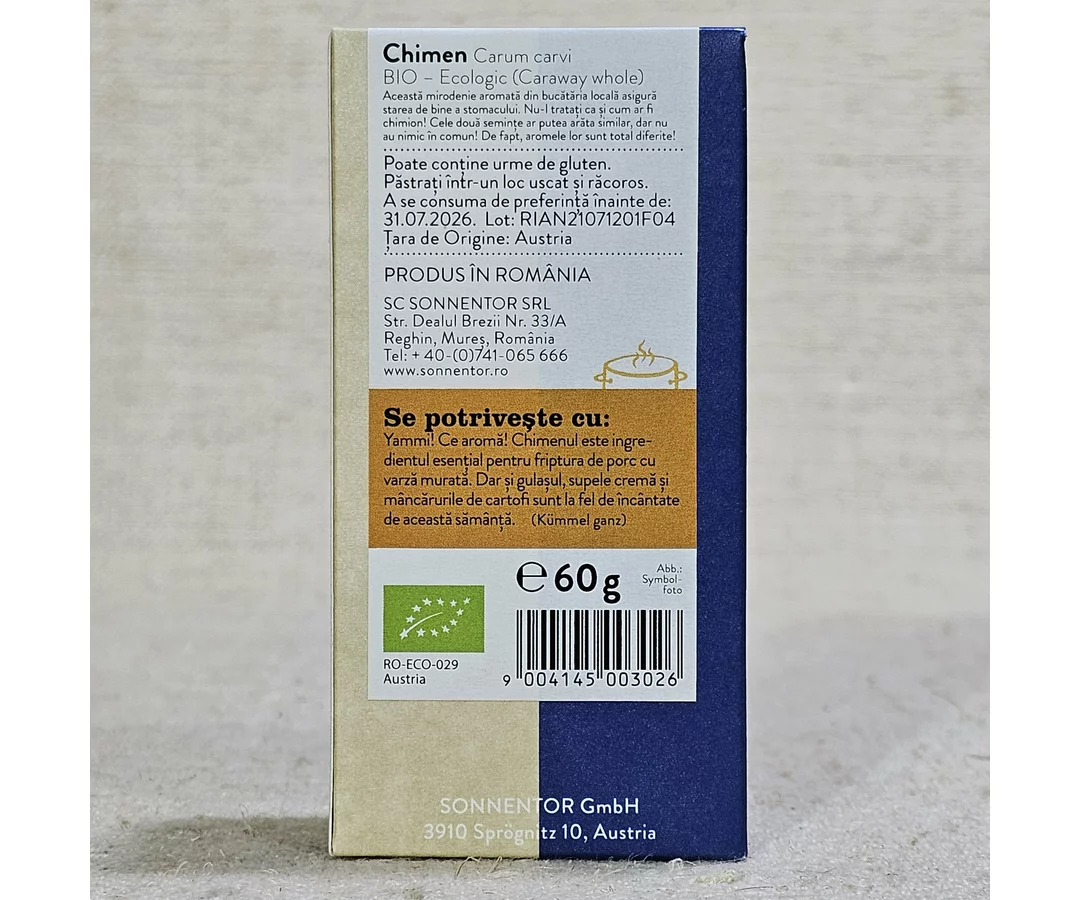 Chimen Carum carvi
BIO – Ecologic (Caraway whole)
Această mirodenie aromată din bucătăria locală asigură
starea de bine a stomacului. Nu-l tratați ca și cum ar fi
chimion! Cele două semințe ar putea arăta similar, dar nu
au nimic în comun! De fapt, aromele lor sunt total diferite!
Poate conține urme de gluten.
Păstrați într-un loc uscat și răcoros.
A se consuma de preferință înainte de:
31.07.2026. Lot: RIAN21071201F04
Țara de Origine: Austria
PRODUS ÎN ROMÂNIA
SC SONNENTOR SRL
Str. Dealul Brezii Nr. 33/A
Reghin, Mureș, România
Tel: + 40-(0)741-065 666
www.sonnentor.ro
Se potrivește cu:
Yammi! Ce aromă! Chimenul este ingre-
dientul esențial pentru friptura de porc cu
varză murată. Dar și gulașul, supele cremă și
mâncărurile de cartofi sunt la fel de încântate
de această sămânță. (Kümmel ganz)
℮ 60 g
Abb.:
Symbol-
foto
RO-ECO-029
Austria
9 004145 003026
SONNENTOR GmbH
3910 Sprögnitz 10, Austria